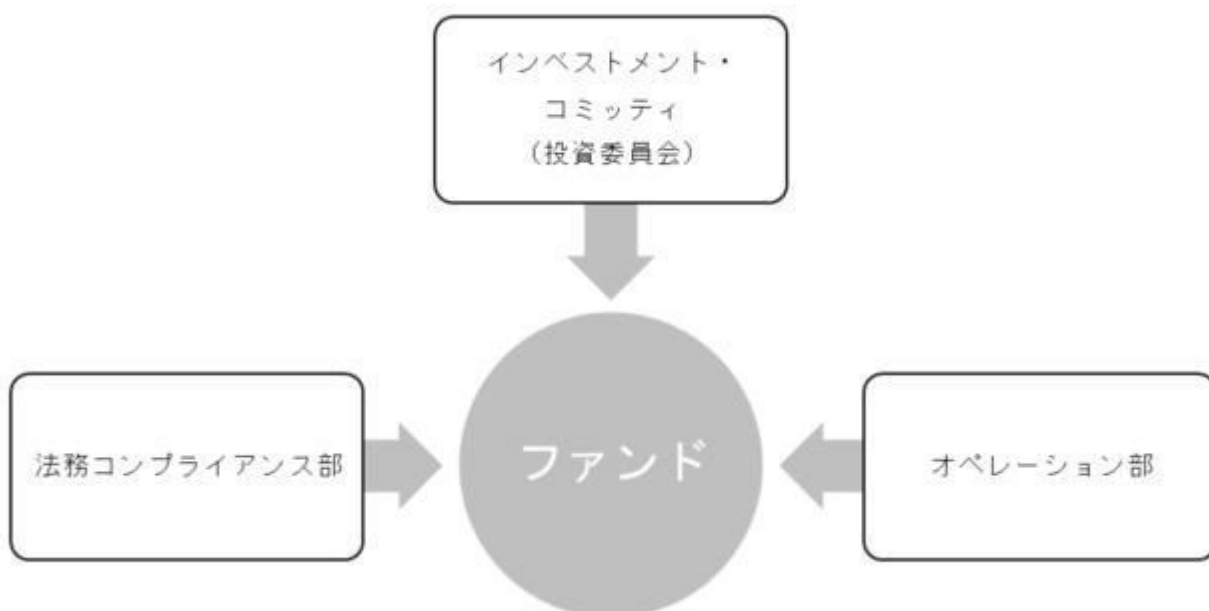 インベストメント・
コミッティ
（投資委員会）
法務コンプライアンス部
ファンド
オペレーション部